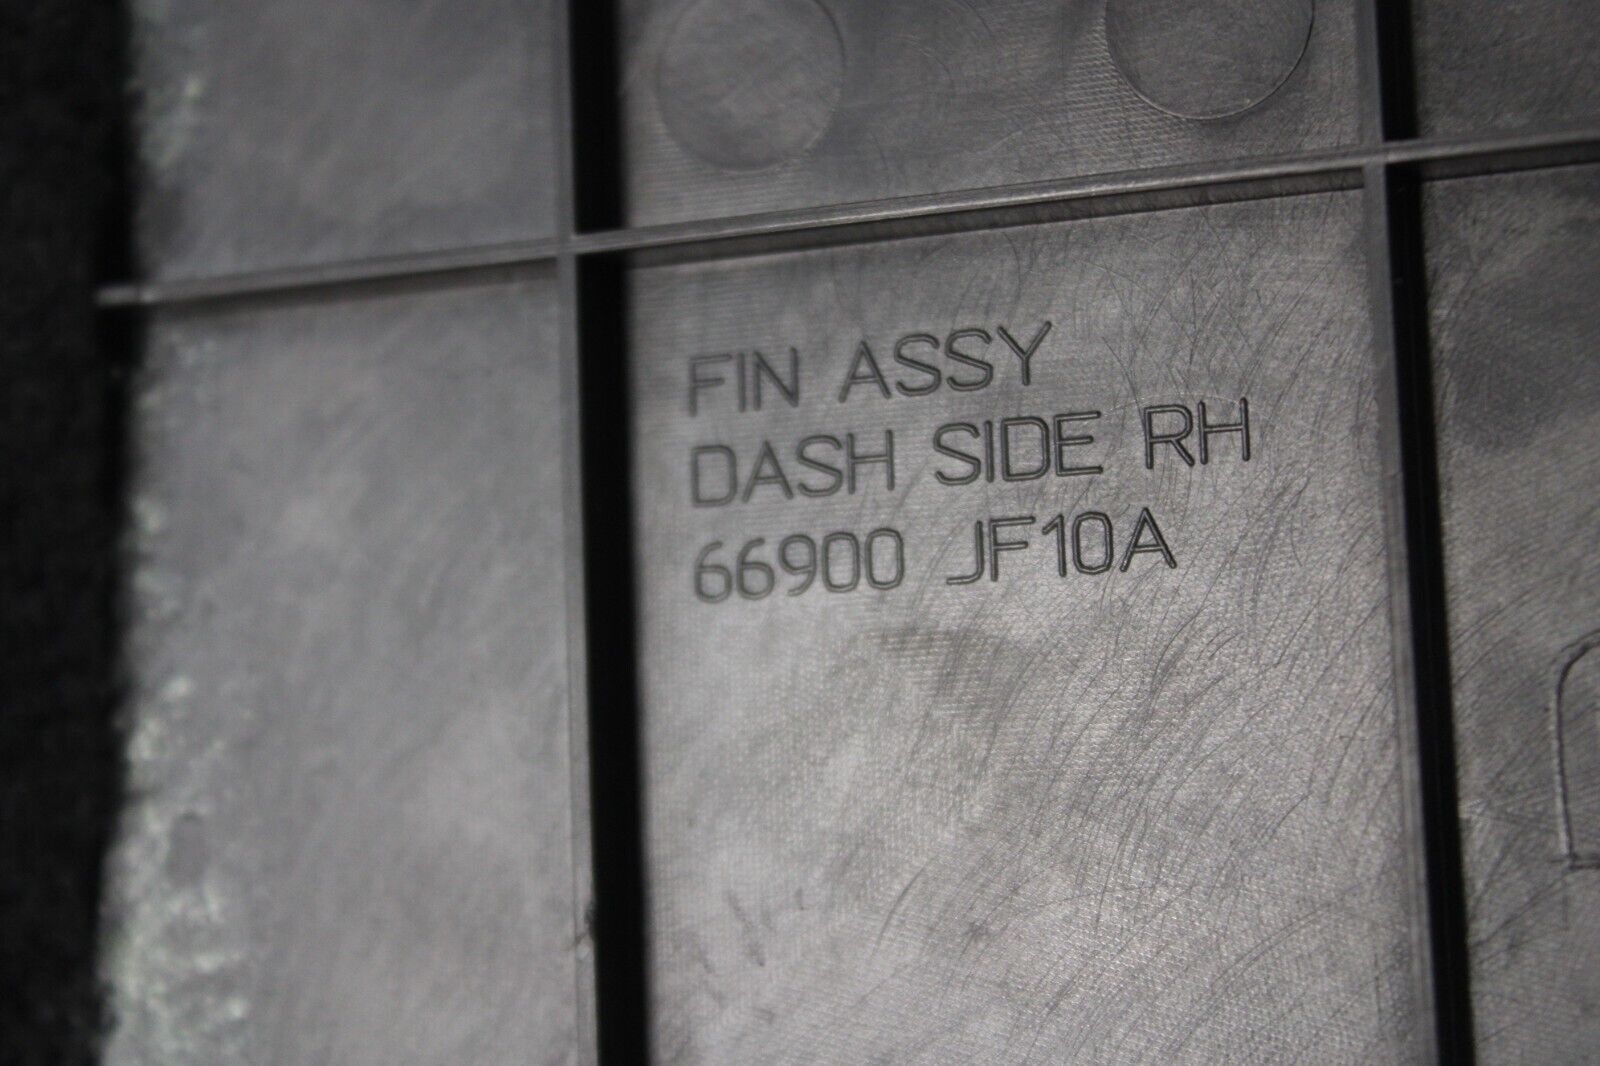 FIN ASSY
DASH SIDE RH
66900 JF10A